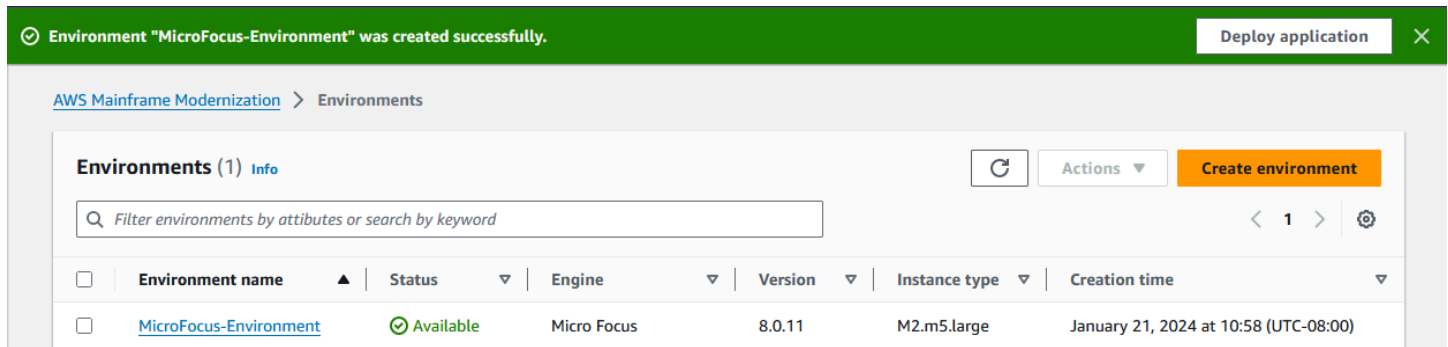 Environment "MicroFocus-Environment" was created successfully. Deploy application
AWS Mainframe Modernization Environments
Environments (1) Info Actions Create environment
Filter environments by attibutes or search by keyword 1
Environment name Status Engine Version Instance type Creation time
MicroFocus-Environment Available Micro Focus 8.0.11 M2.m5.large January 21, 2024 at 10:58 (UTC-08:00)